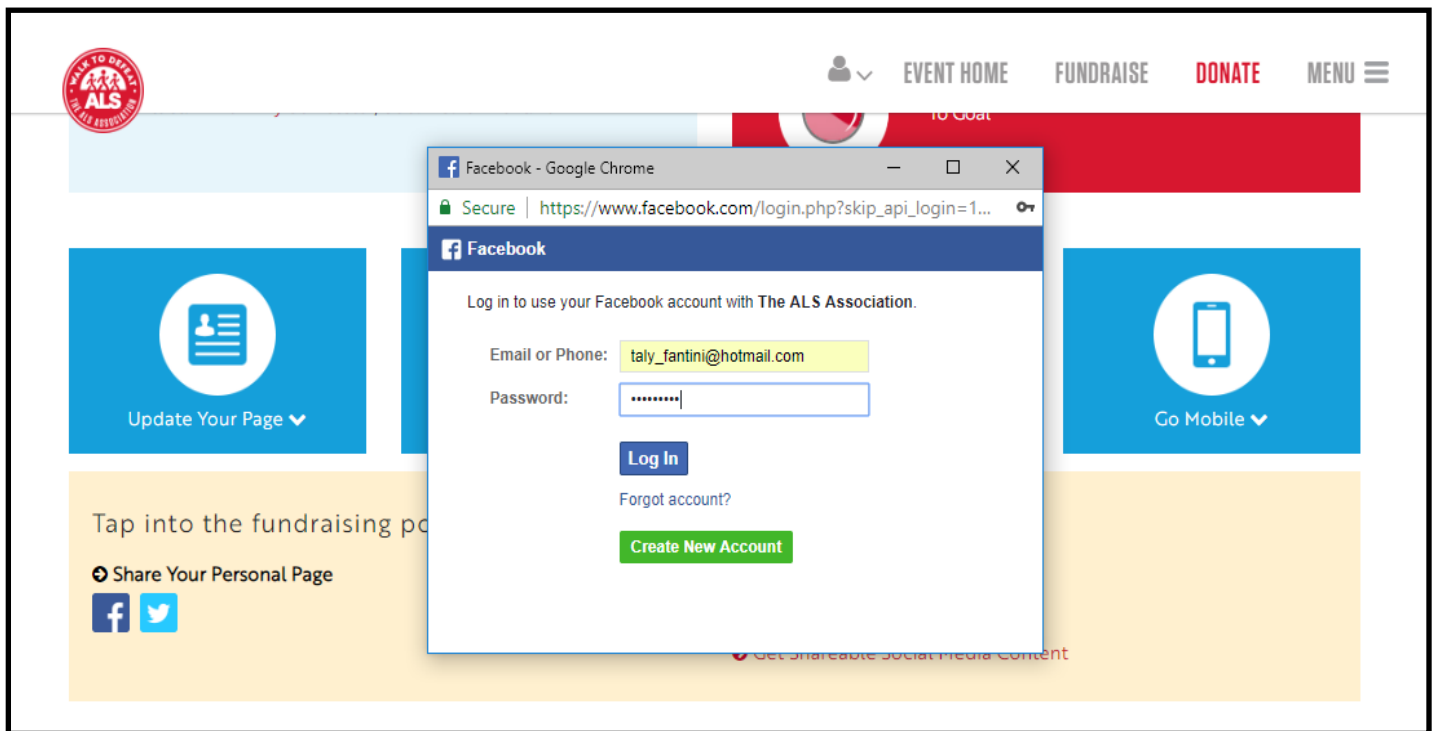 WALK TO DEFEAT
ALS
THE ALS ASSOCIATION
EVENT HOME
FUNDRAISE
DONATE
MENU
To Goal
Facebook - Google Chrome
Secure
https://www.facebook.com/login.php?skip_api_login=1...
Facebook
Log in to use your Facebook account with The ALS Association.
Email or Phone:
taly_fantini@hotmail.com
Password:
•••••••••
Log In
Forgot account?
Create New Account
Update Your Page
Go Mobile
Tap into the fundraising po
Share Your Personal Page
Get Shareable Social Media Content